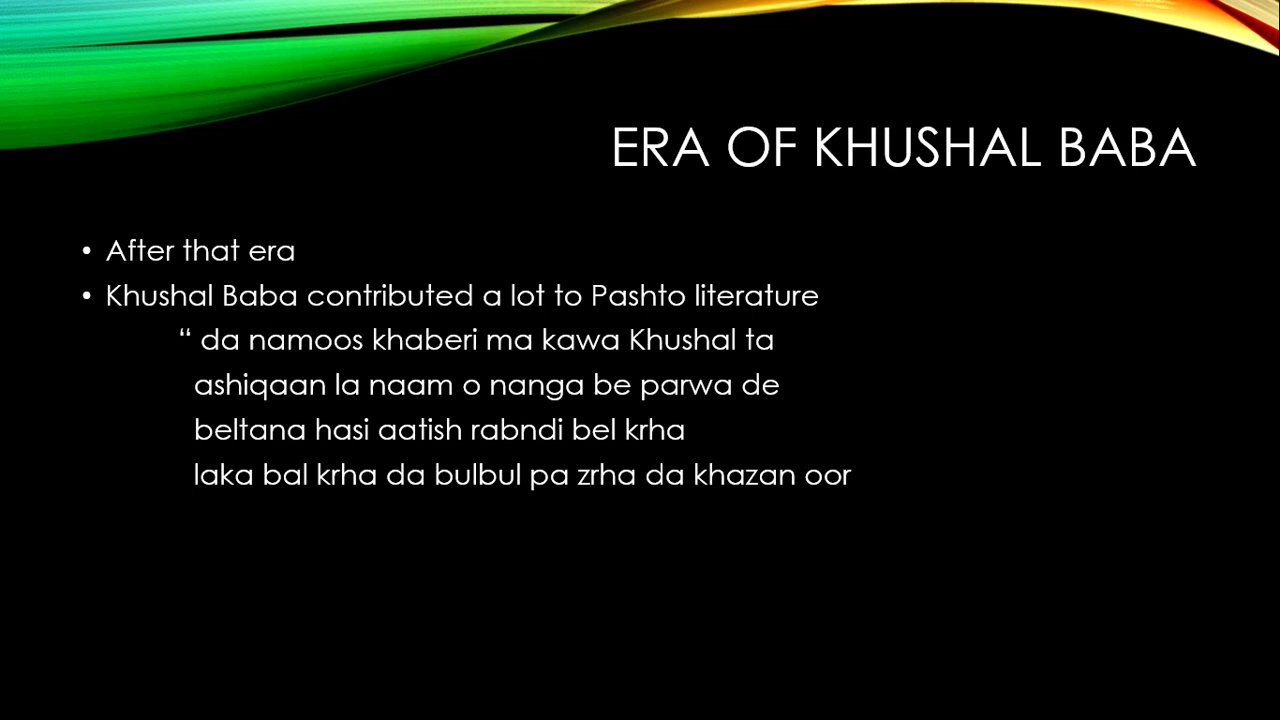 ERA OF KHUSHAL BABA
• After that era
• Khushal Baba contributed a lot to Pashto literature
“ da namoos khaberi ma kawa Khushal ta
ashiqaan la naam o nanga be parwa de
beltana hasi aatish rabndi bel krha
laka bal krha da bulbul pa zrha da khazan oor